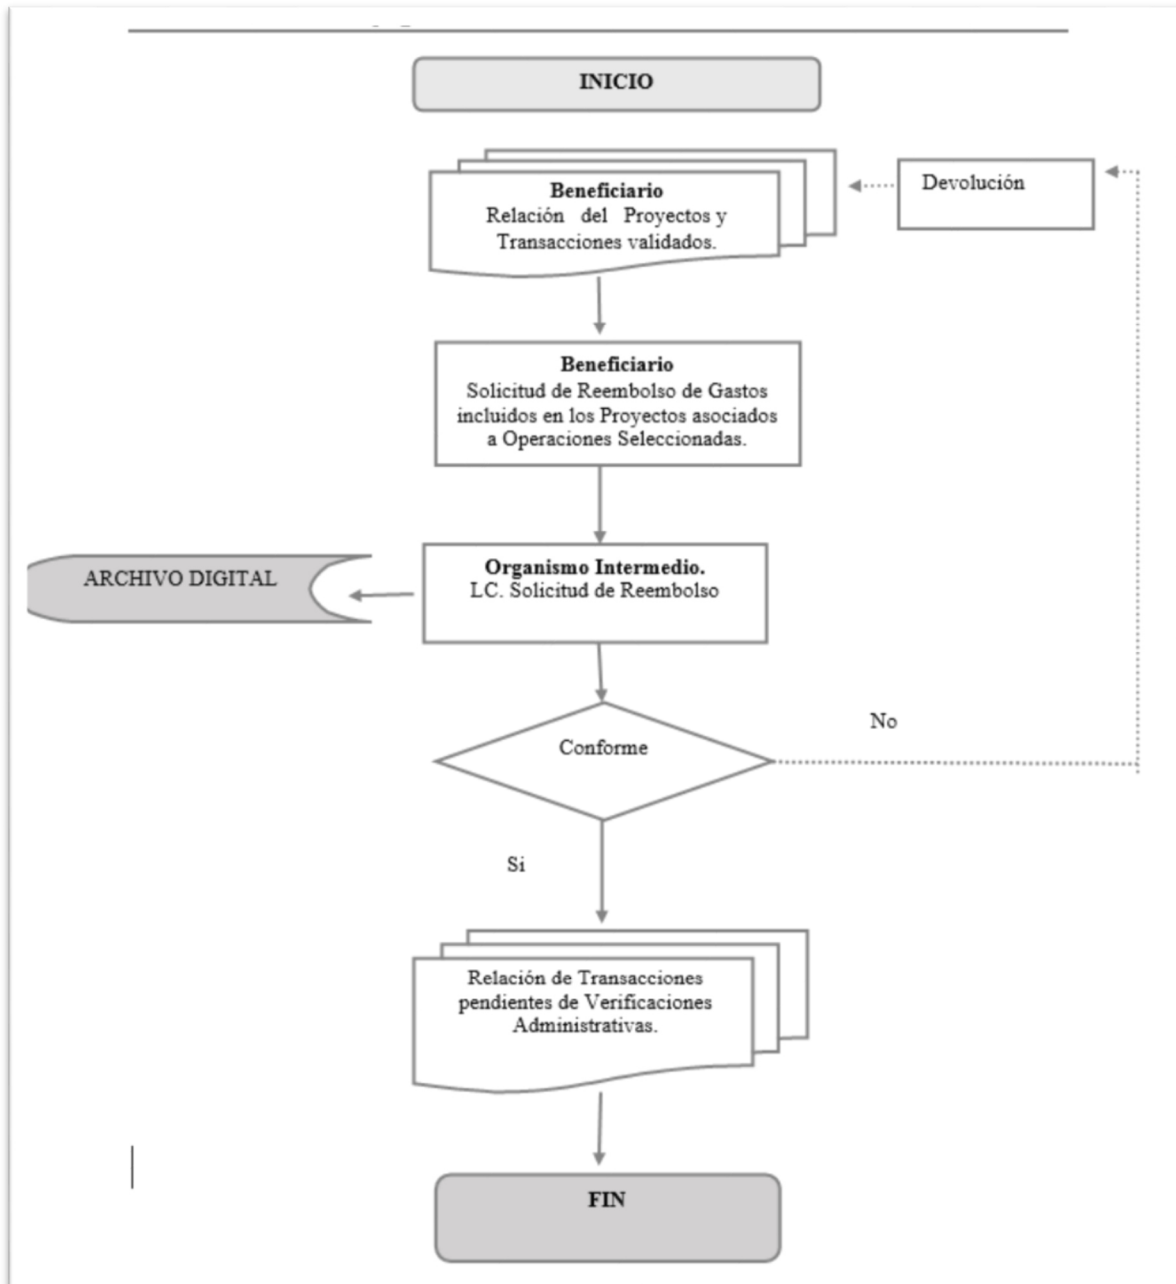 INICIO
Beneficiario
Relación del Proyectos y
Transacciones validados.
Devolución
Beneficiario
Solicitud de Reembolso de Gastos
incluidos en los Proyectos asociados
a Operaciones Seleccionadas.
Organismo Intermedio.
LC. Solicitud de Reembolso
ARCHIVO DIGITAL
Conforme
No
Si
Relación de Transacciones
pendientes de Verificaciones
Administrativas.
FIN